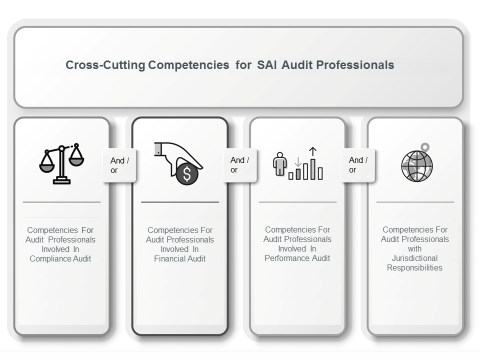 Cross-Cutting Competencies for SAI Audit Professionals
And /
or
And /
or
And /
or
$
Competencies For
Audit Professionals
Involved In
Compliance Audit
Competencies For
Audit Professionals
Involved In
Financial Audit
Competencies For
Audit Professionals
Involved In
Performance Audit
Competencies For
Audit Professionals
with
Jurisdictional
Responsibilities